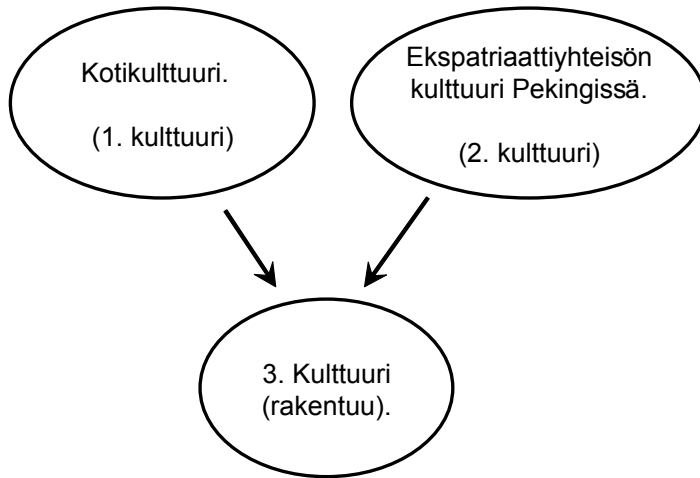 Kotikulttuuri.
(1. kulttuuri)
Ekspatriaattiyhteisön
kulttuuri Pekingissä.
(2. kulttuuri)
3. Kulttuuri
(rakentuu).